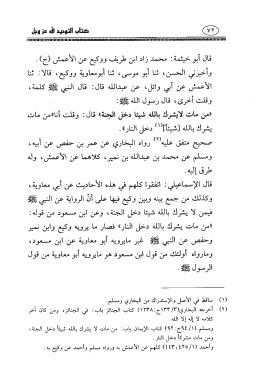 ٧٢
كتاب التوحيد لله عز وجل
قال أبو خيثمة: محمد زاد ابن طريف ووكيع عن الأعمش (ح).
وأخبرني الحسن، ثنا أبو موسى، ثنا أبومعاوية ووكيع، قالا: ثنا
الأعمش عن أبي وائل، عن عبدالله قال: قال النبي ﷺ كلمة،
وقلت أخرى، قال رسول الله ﷺ:
«من مات لايشرك بالله شيئا دخل الجنة» قال: وقلت أنا«من مات
يشرك بالله [شيئاً](١) دخل النار».
صحيح متفق عليه(٢) رواه البخاري عن عمر بن حفص عن أبيه،
ومسلم عن محمد بن عبدالله بن نمير، كلاهما عن الأعمش، وله
طرق إليه.
قال الإسماعيلي: اتفقوا كلهم في هذه الأحاديث عن أبي معاوية،
وكذلك من جمع بينه وبين وكيع فيها على أن الرواية عن النبي ﷺ
فيمن لا يشرك بالله شيئا دخل الجنة، وعن ابن مسعود من قوله:
«من مات يشرك بالله دخل النار» فصار ما يرويه وكيع وابن نمير
وحفص عن النبي ﷺ غير مايرويه أبو معاوية عن ابن مسعود،
ومارواه أولئك من قول ابن مسعود هو مايرويه أبو معاوية من قول
الرسول ﷺ.
(١) ساقط في الأصل والإستدراك من البخاري ومسلم.
(٢) أخرجه البخاري(٣/١٣٣ح:١٢٣٨) كتاب الجنائز باب: في الجنائز، ومن كان آخر
كلامه لا إله إلا الله.
ومسلم (١/٩٤ح:٩٢) كتاب الإيمان باب: من مات لا يشرك بالله شيئاً دخل الجنة،
ومن مات مشركاً دخل النار.
وأحمد (١/٤٢٥،٤٤٣) كلهم عن الأعمش به ورواه مسلم وأحمد عن وكيع به.